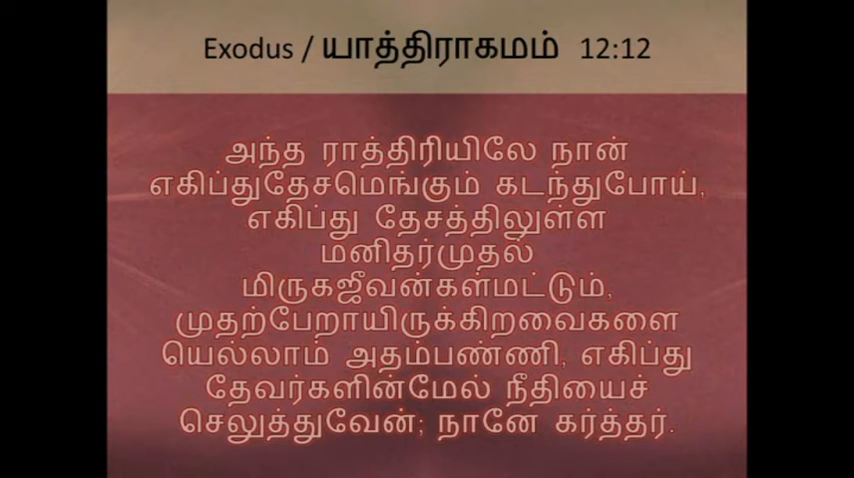 Exodus / யாத்திராகமம் 12:12
அந்த ராத்திரியிலே நான்
எகிப்துதேசமெங்கும் கடந்துபோய்,
எகிப்து தேசத்திலுள்ள
மனிதர்முதல்
மிருகஜீவன்கள்மட்டும்,
முதற்பேறாயிருக்கிறவைகளை
யெல்லாம் அதம்பண்ணி, எகிப்து
தேவர்களின்மேல் நீதியைச்
செலுத்துவேன்; நானே கர்த்தர்.